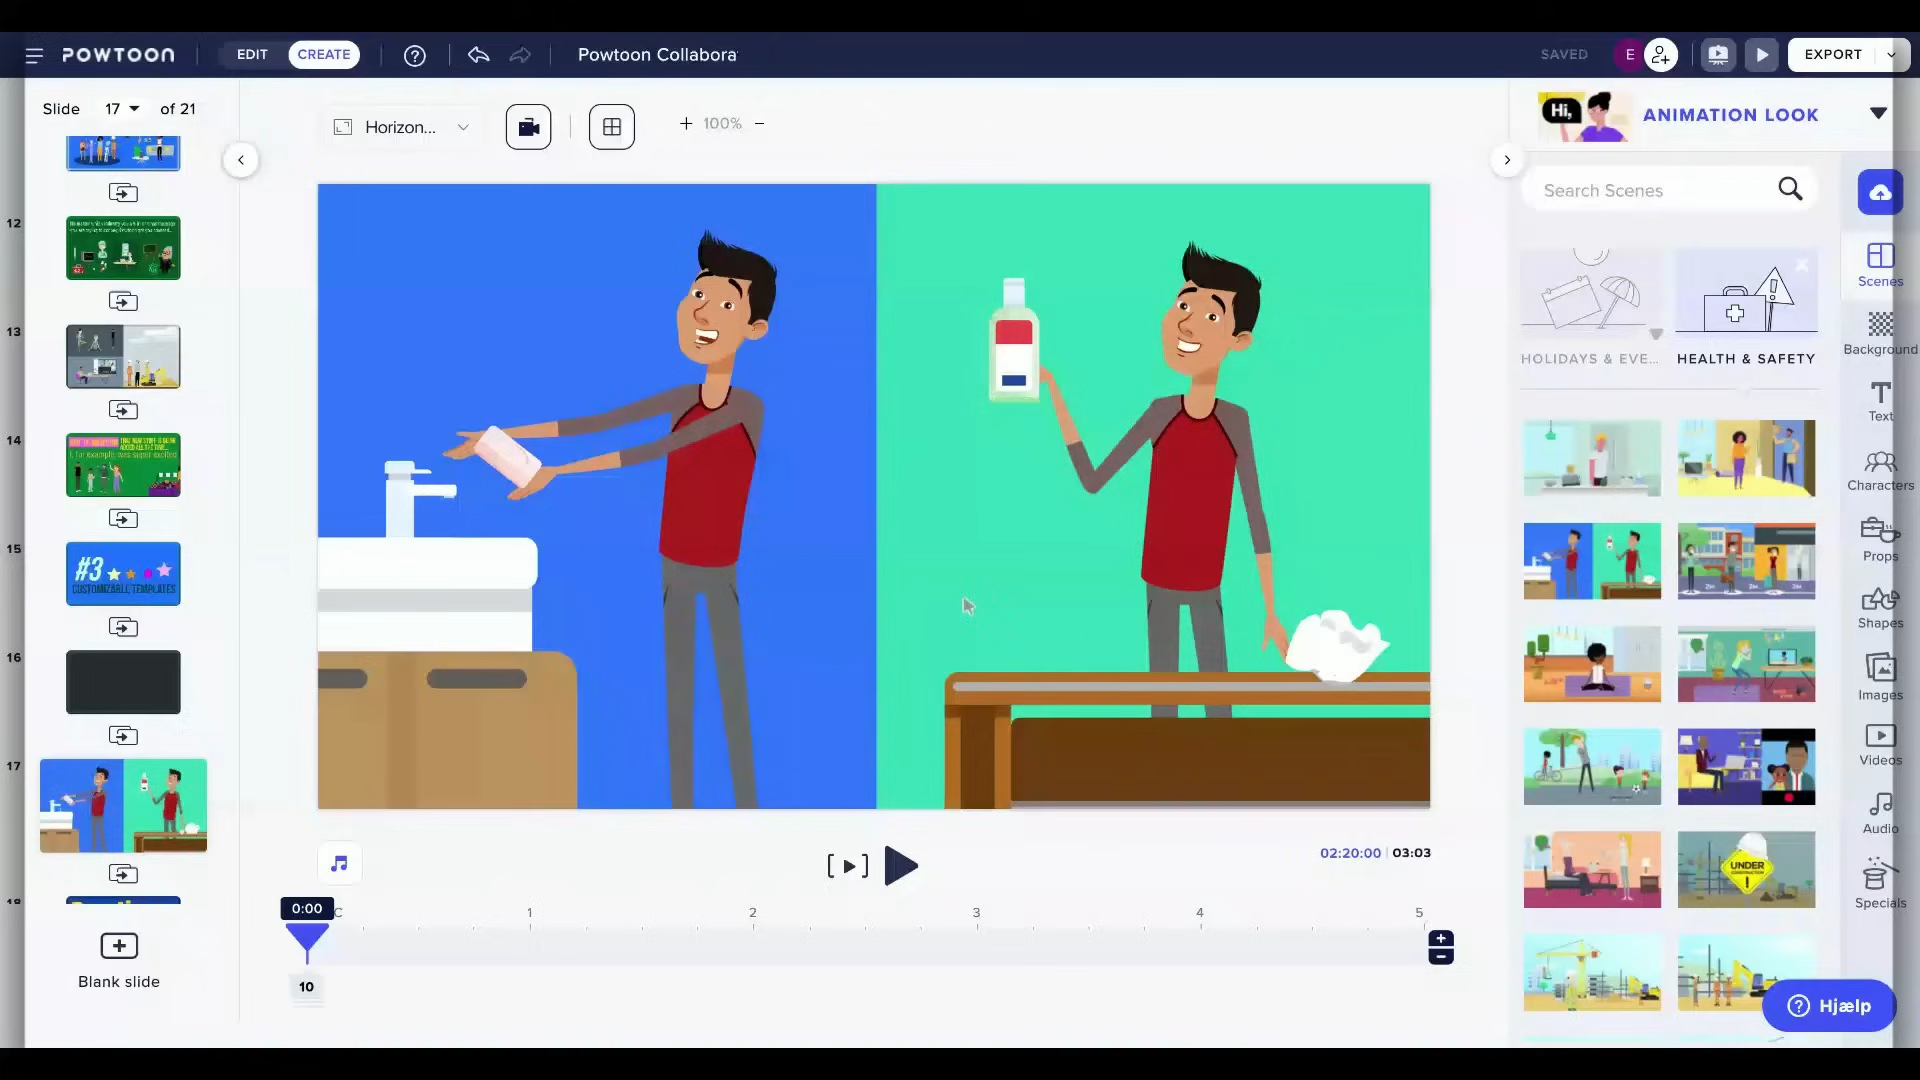 POWTOON
EDIT
CREATE
Powtoon Collabora
SAVED
E
EXPORT
Slide 17 of 21
Horizon...
+ 100% −
Hi,
ANIMATION LOOK
Search Scenes
HOLIDAYS & EVE...
HEALTH & SAFETY
Scenes
Background
Text
Characters
Props
Shapes
Images
Videos
Audio
Specials
12
13
14
15
#3
CUSTOMIZABLE TEMPLATES
16
17
Blank slide
02:20:00 | 03:03
0:00
1 2 3 4 5
10
UNDER
CONSTRUCTION
!
Hjælp